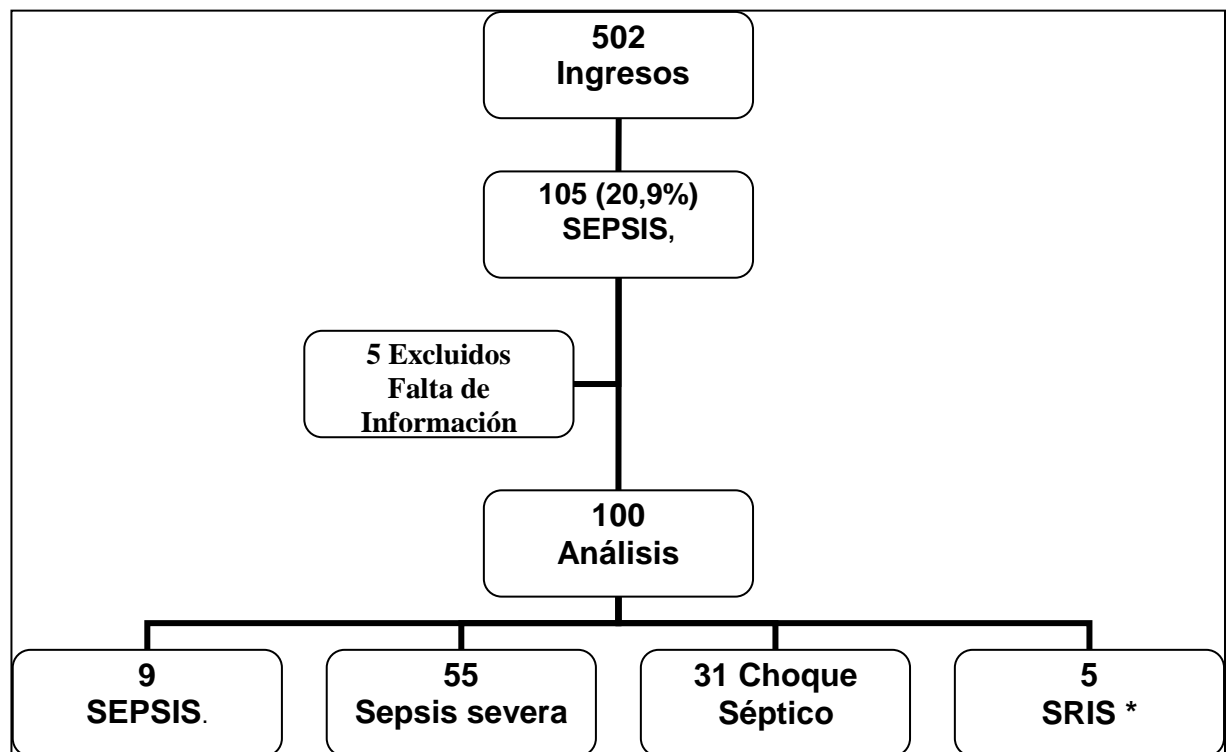 502
Ingresos
105 (20,9%)
SEPSIS,
5 Excluidos
Falta de
Información
100
Análisis
9
SEPSIS.
55
Sepsis severa
31 Choque
Séptico
5
SRIS *